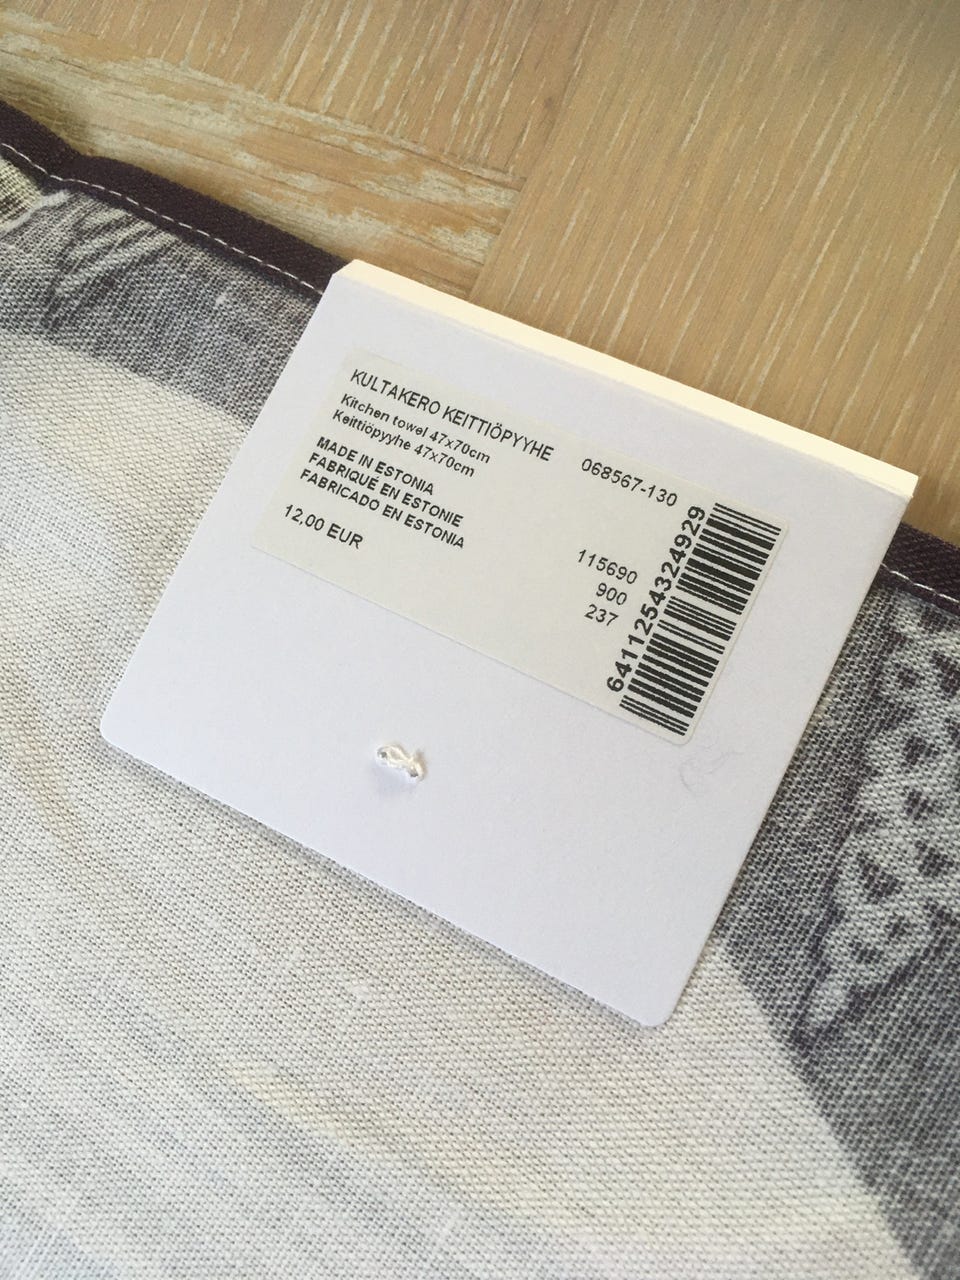 KULTAKERO KEITTIÖPYYHE
Kitchen towel 47x70cm
Keittiöpyyhe 47x70cm
MADE IN ESTONIA
FABRIQUÉ EN ESTONIE
FABRICADO EN ESTONIA
12,00 EUR
068567-130
115690
900
237
6411254324929